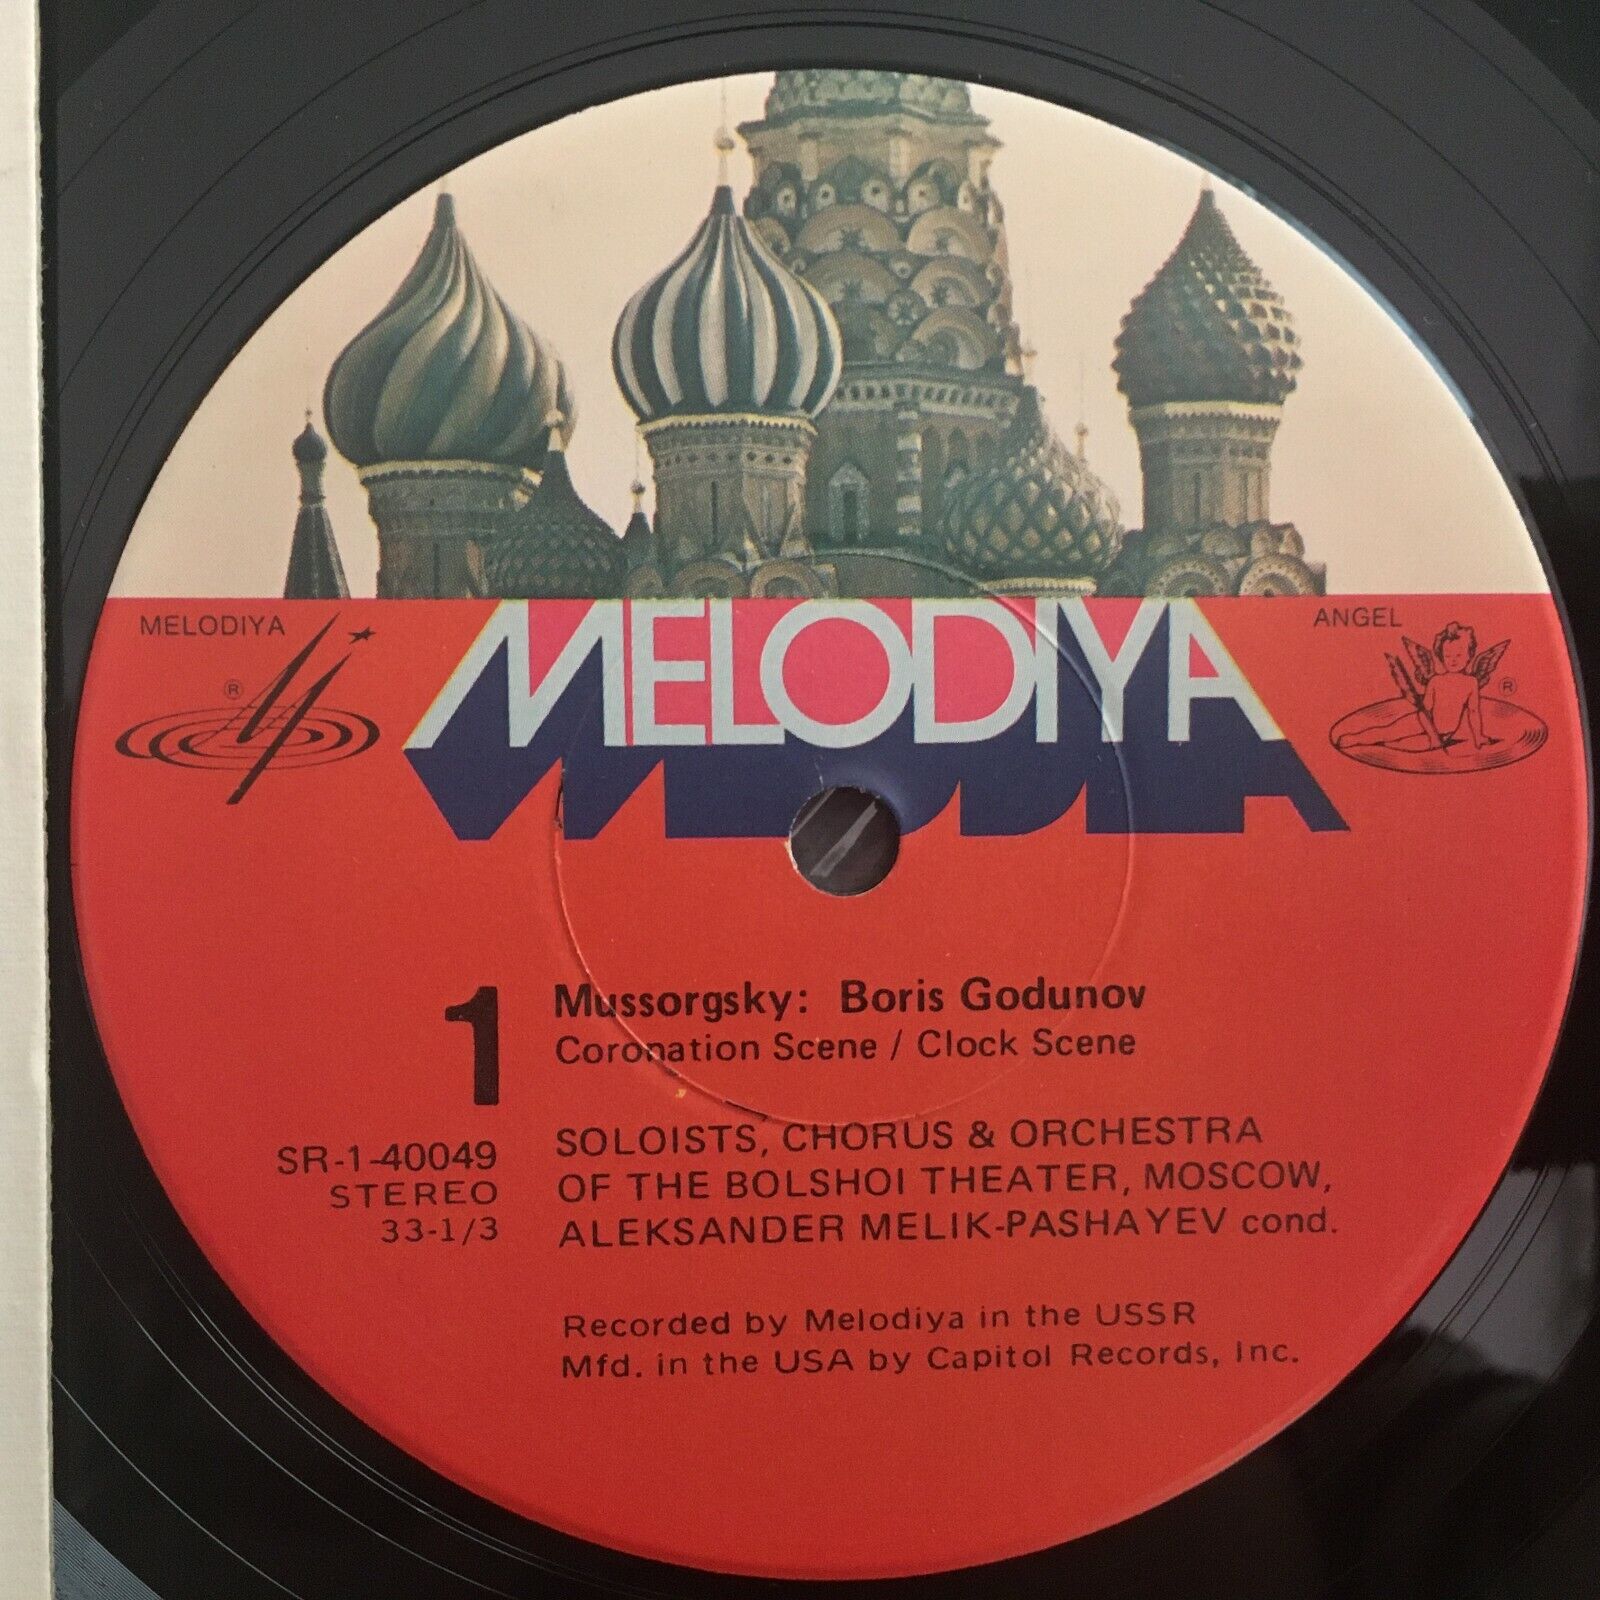 MELODIYA
®
MELODIYA
ANGEL
®
1
Mussorgsky: Boris Godunov
Coronation Scene / Clock Scene
SR-1-40049
STEREO
33-1/3
SOLOISTS, CHORUS & ORCHESTRA
OF THE BOLSHOI THEATER, MOSCOW,
ALEKSANDER MELIK-PASHAYEV cond.
Recorded by Melodiya in the USSR
Mfd. in the USA by Capitol Records, Inc.